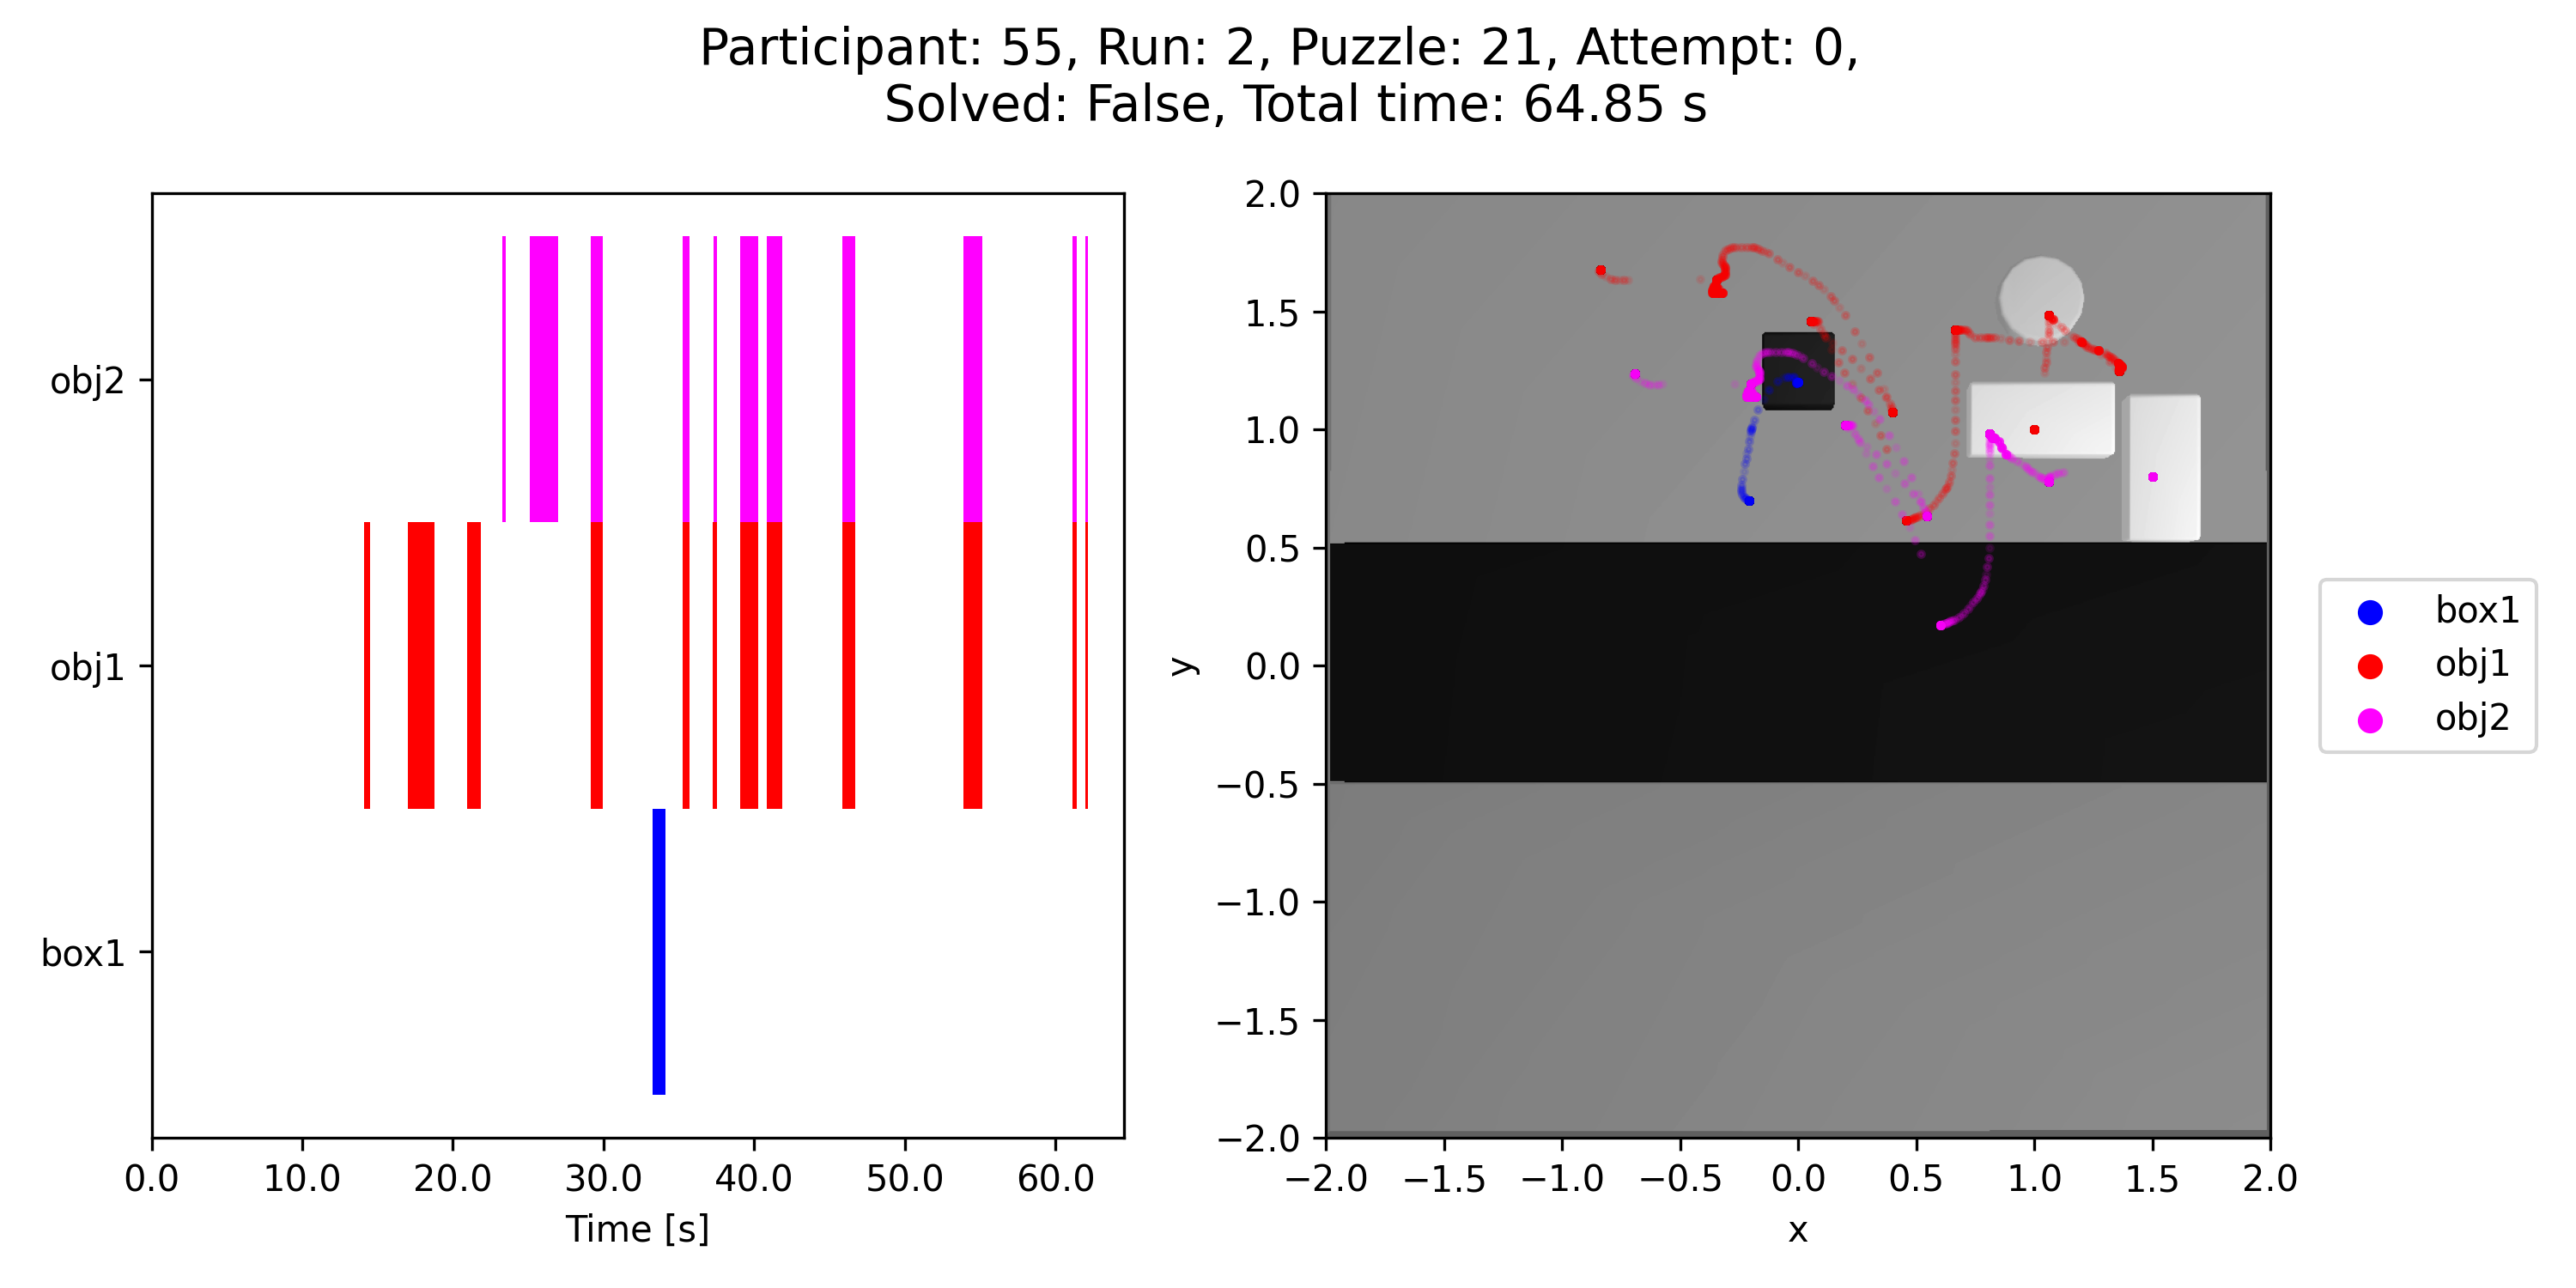 Participant: 55, Run: 2, Puzzle: 21, Attempt: 0,
Solved: False, Total time: 64.85 s
obj2
obj1
box1
0.0 10.0 20.0 30.0 40.0 50.0 60.0
Time [s]
2.0
1.5
1.0
0.5
0.0
−0.5
−1.0
−1.5
−2.0
y
−2.0 −1.5 −1.0 −0.5 0.0 0.5 1.0 1.5 2.0
x
box1
obj1
obj2